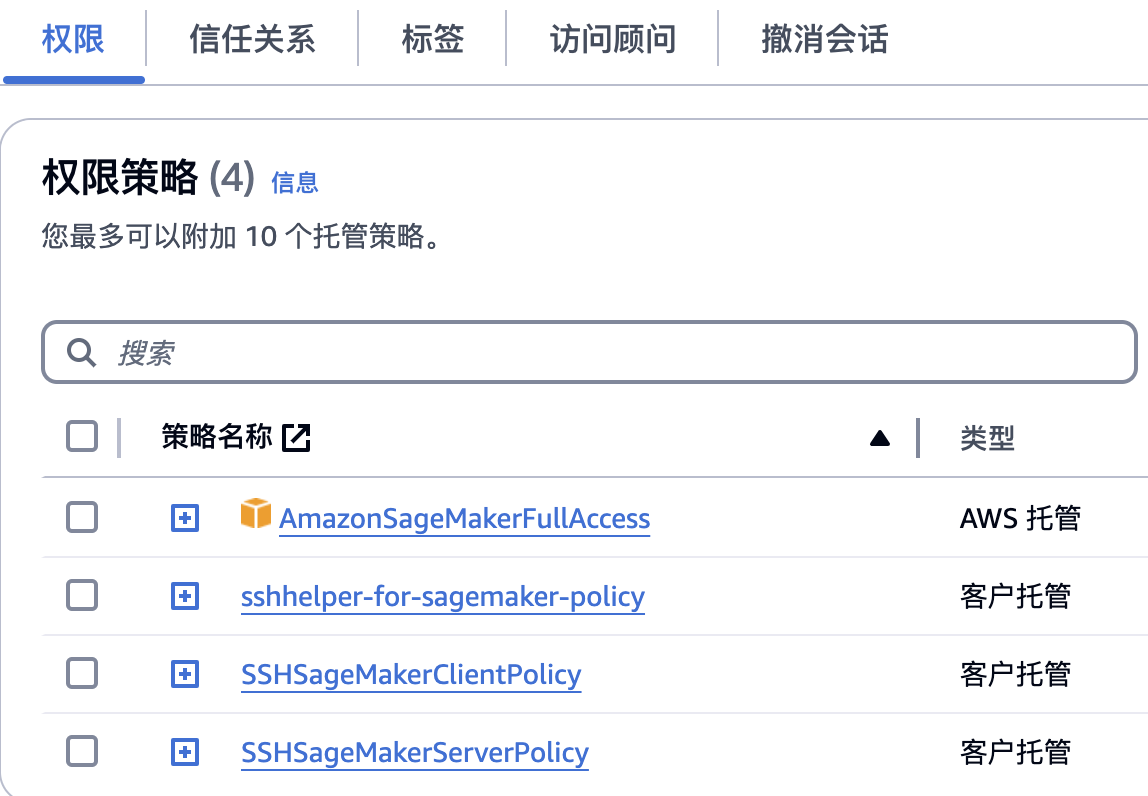 权限 信任关系 标签 访问顾问 撤消会话
权限策略 (4) 信息
您最多可以附加 10 个托管策略。
搜索
策略名称 类型
AmazonSageMakerFullAccess AWS 托管
sshhelper-for-sagemaker-policy 客户托管
SSHSageMakerClientPolicy 客户托管
SSHSageMakerServerPolicy 客户托管